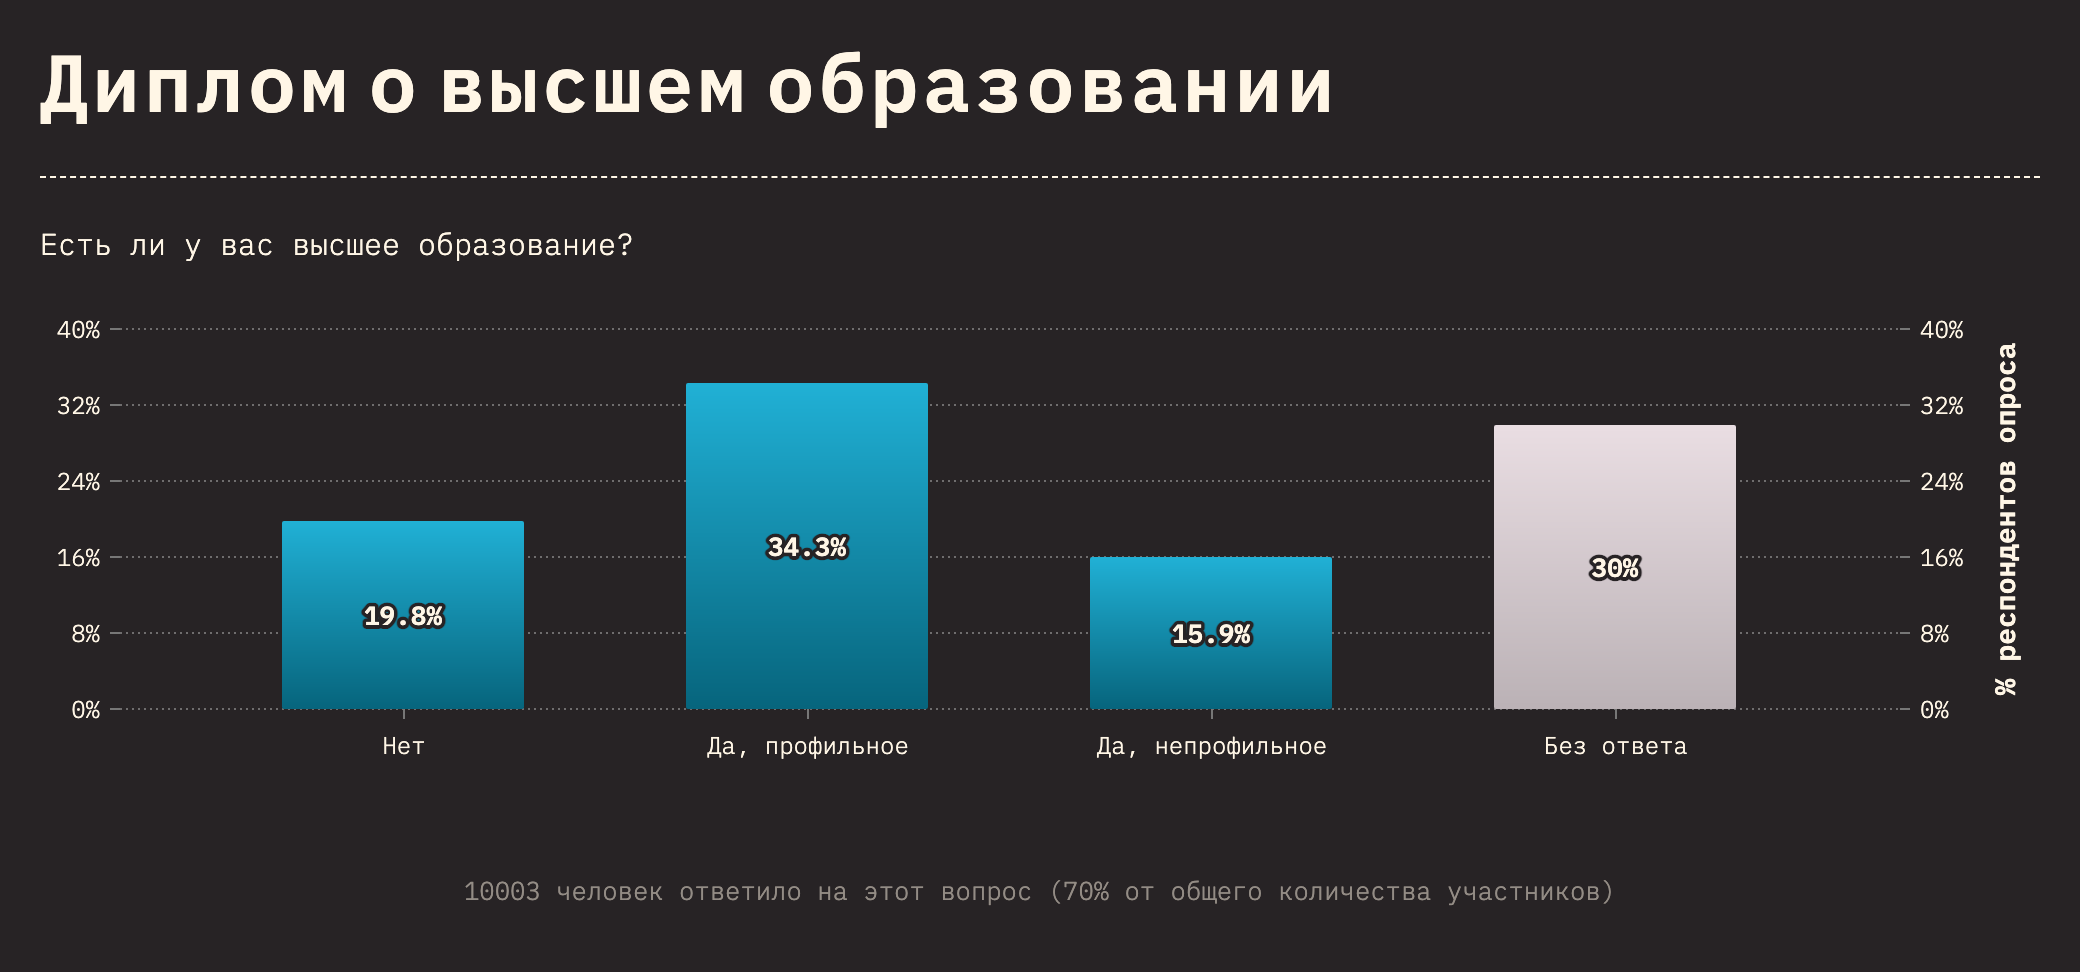 Диплом о высшем образовании
Есть ли у вас высшее образование?
40%
32%
24%
16%
8%
0%
19.8%
34.3%
15.9%
30%
Нет
Да, профильное
Да, непрофильное
Без ответа
40%
32%
24%
16%
8%
0%
% респондентов опроса
10003 человек ответило на этот вопрос (70% от общего количества участников)